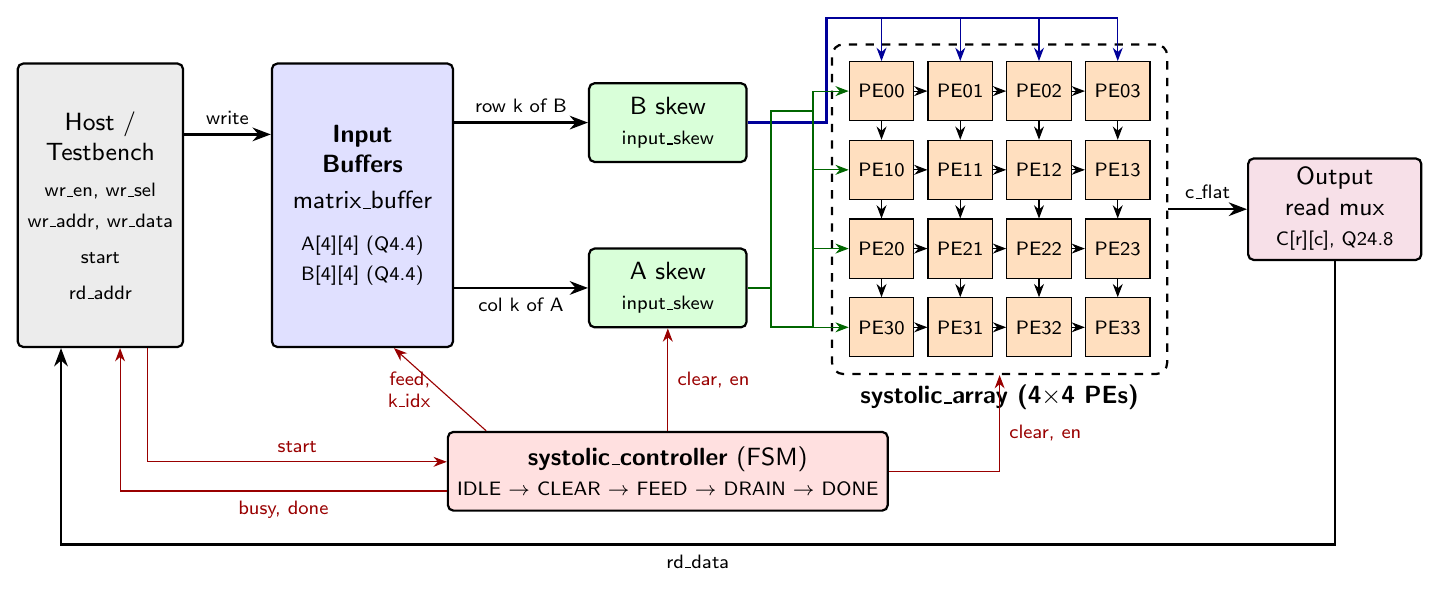 Host /
Testbench
wr_en, wr_sel
wr_addr, wr_data
start
rd_addr
write
Input
Buffers
matrix_buffer
A[4][4] (Q4.4)
B[4][4] (Q4.4)
row k of B
col k of A
B skew
input_skew
A skew
input_skew
PE00 PE01 PE02 PE03
PE10 PE11 PE12 PE13
PE20 PE21 PE22 PE23
PE30 PE31 PE32 PE33
systolic_array (4×4 PEs)
c_flat
Output
read mux
C[r][c], Q24.8
feed,
k_idx
clear, en
clear, en
start
systolic_controller (FSM)
IDLE → CLEAR → FEED → DRAIN → DONE
busy, done
rd_data